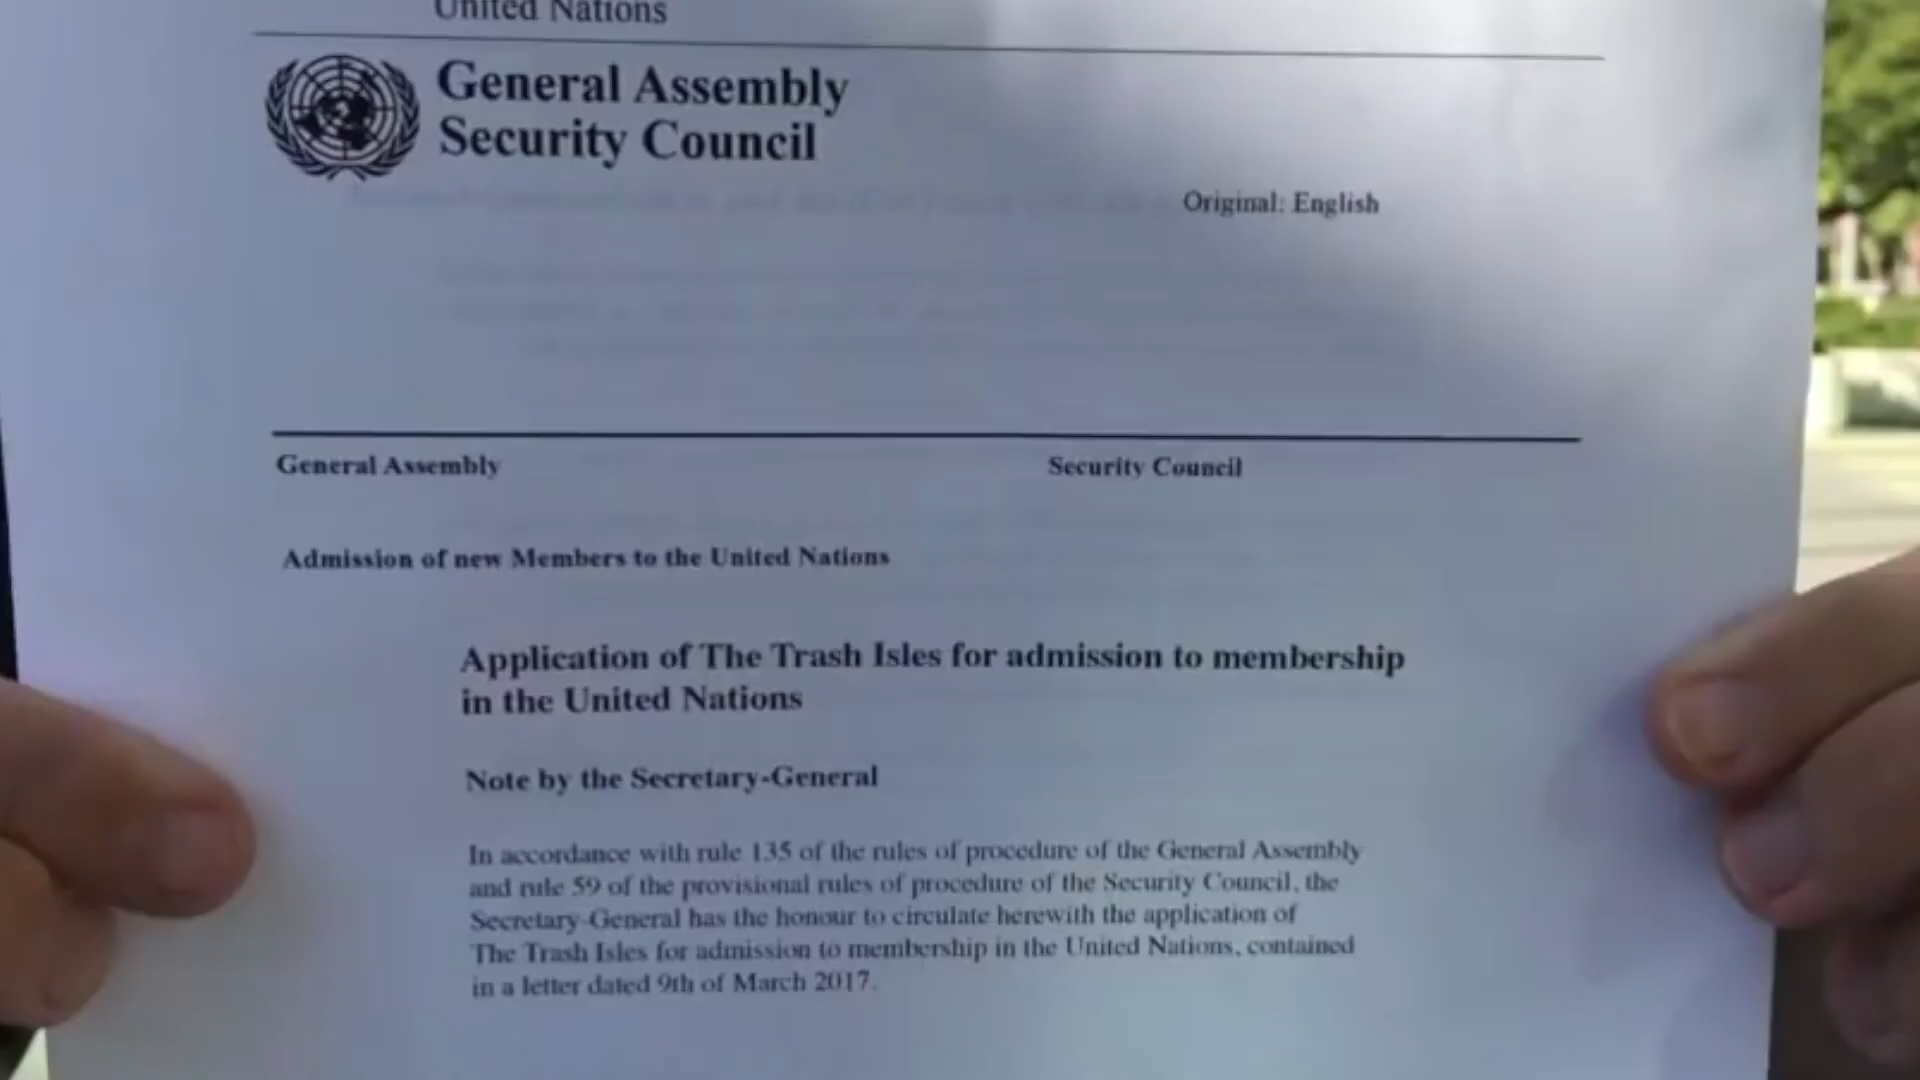 United Nations
General Assembly
Security Council
Original: English
General Assembly
Security Council
Admission of new Members to the United Nations
Application of The Trash Isles for admission to membership
in the United Nations
Note by the Secretary-General
In accordance with rule 135 of the rules of procedure of the General Assembly
and rule 59 of the provisional rules of procedure of the Security Council, the
Secretary-General has the honour to circulate herewith the application of
The Trash Isles for admission to membership in the United Nations, contained
in a letter dated 9th of March 2017.